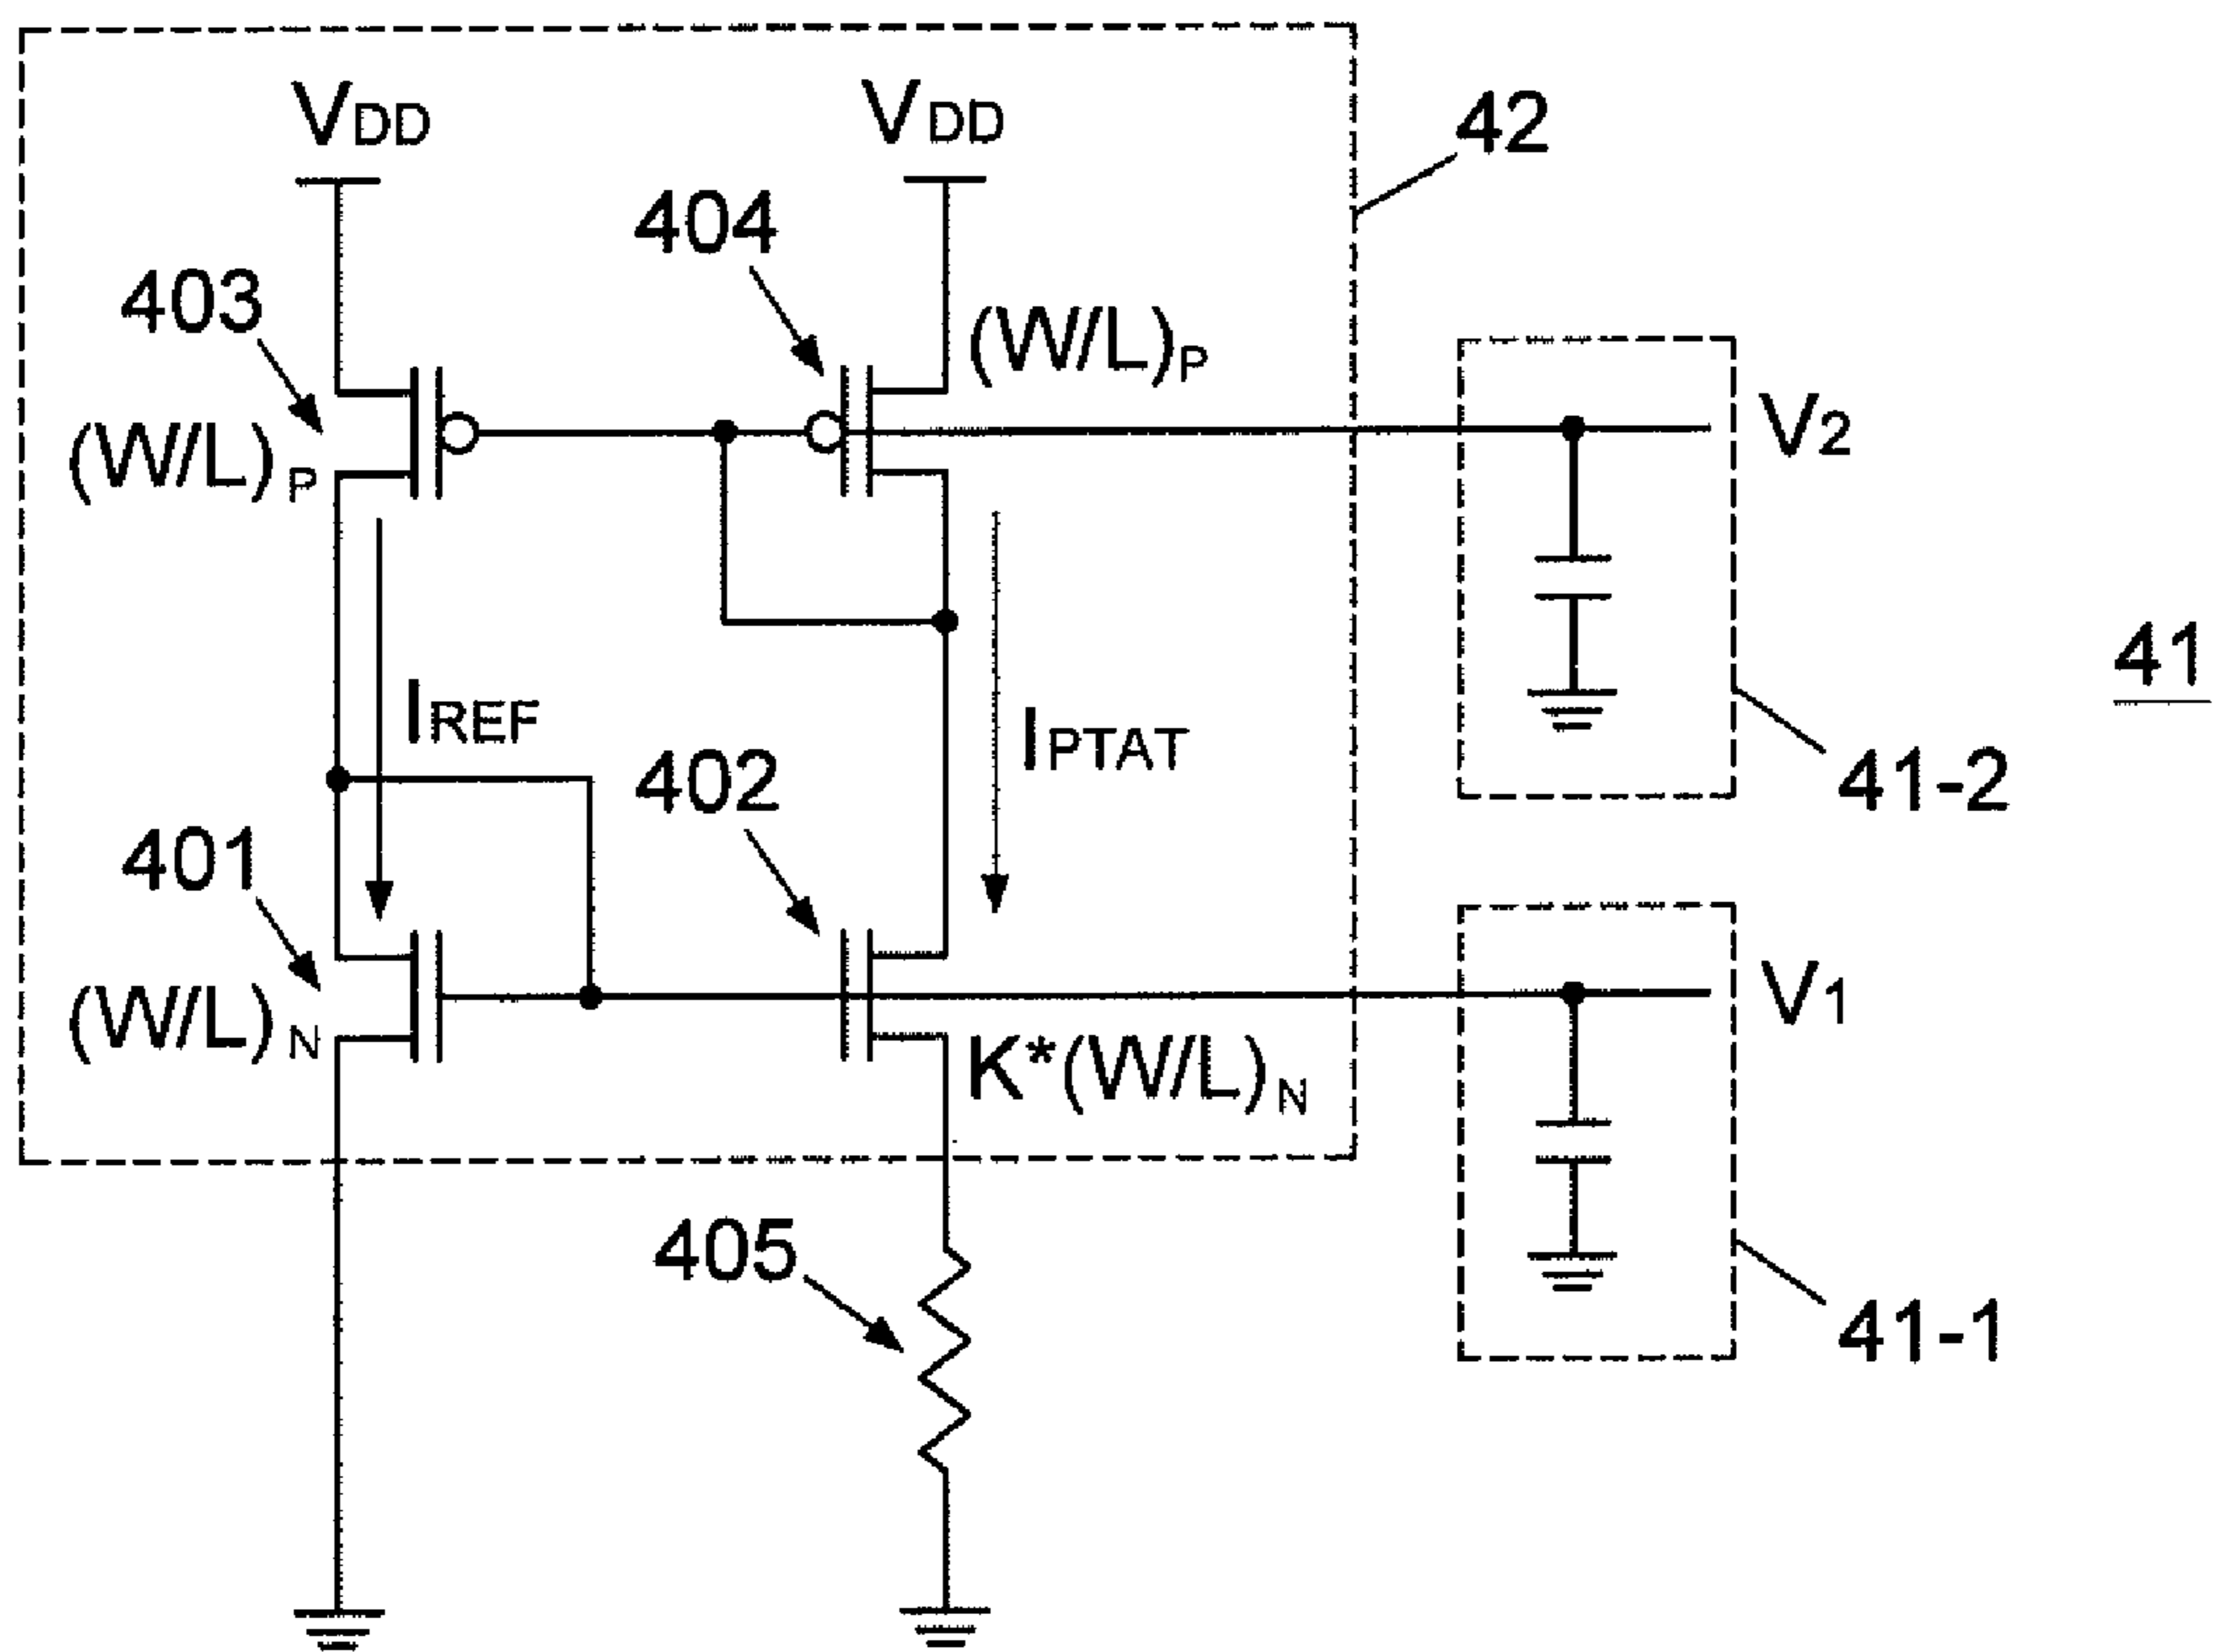 VDD
VDD
42
404
403
(W/L)P
V2
(W/L)P
41
IREF
IPTAT
402
41-2
401
V1
(W/L)N
K*(W/L)N
405
41-1